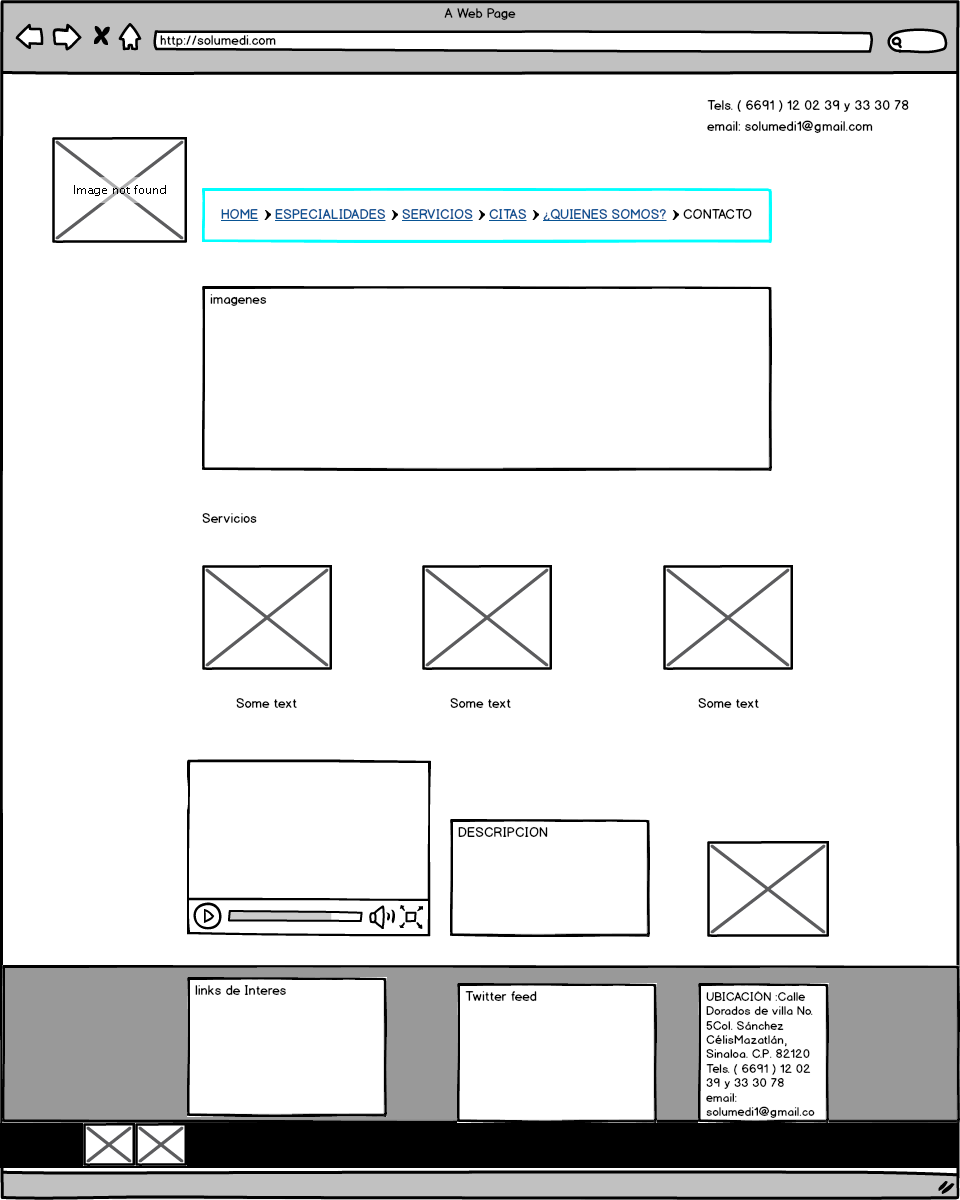 A Web Page
http://solumedi.com
Tels. ( 6691 ) 12 02 39 y 33 30 78
email: solumedi1@gmail.com
Image not found
HOME > ESPECIALIDADES > SERVICIOS > CITAS > ¿QUIENES SOMOS? > CONTACTO
imagenes
Servicios
Some text
Some text
Some text
DESCRIPCION
links de Interes
Twitter feed
UBICACIÓN :Calle
Dorados de villa No.
5Col. Sánchez
CélisMazatlán,
Sinaloa. C.P. 82120
Tels. ( 6691 ) 12 02
39 y 33 30 78
email:
solumedi1@gmail.co